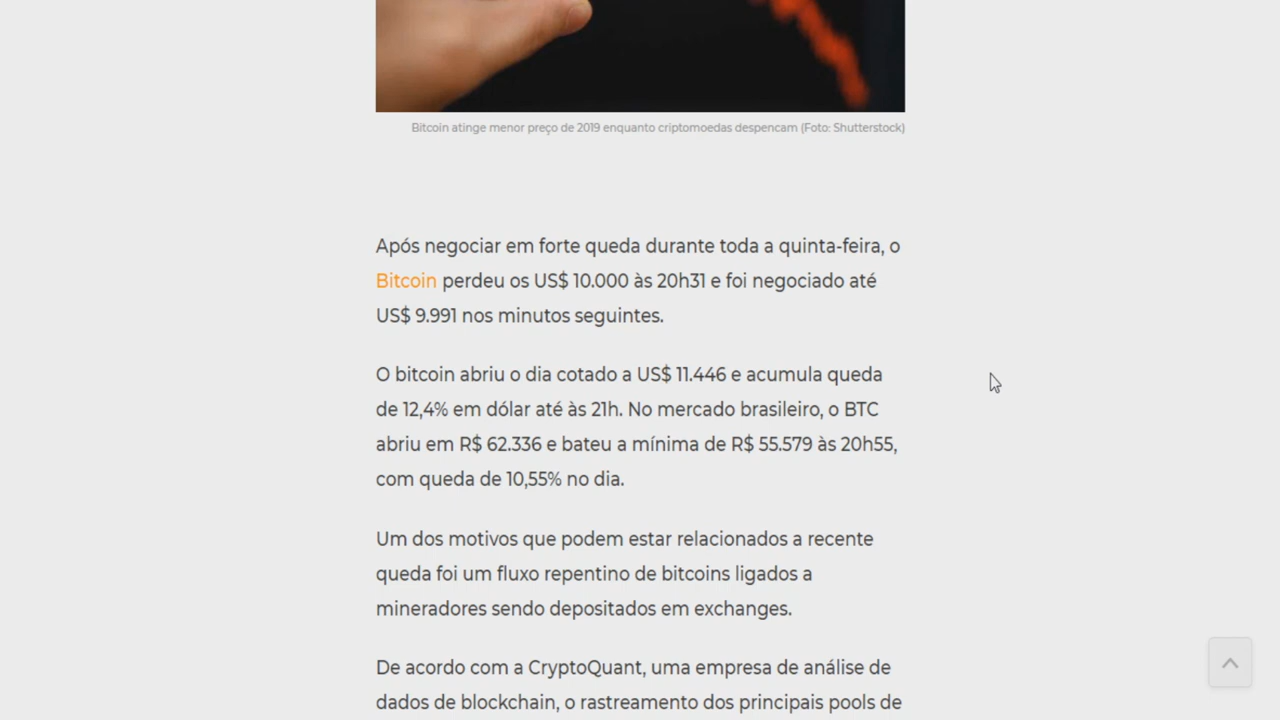 Bitcoin atinge menor preço de 2019 enquanto criptomoedas despencam (Foto: Shutterstock)
Após negociar em forte queda durante toda a quinta-feira, o
Bitcoin perdeu os US$ 10.000 às 20h31 e foi negociado até
US$ 9.991 nos minutos seguintes.
O bitcoin abriu o dia cotado a US$ 11.446 e acumula queda
de 12,4% em dólar até às 21h. No mercado brasileiro, o BTC
abriu em R$ 62.336 e bateu a mínima de R$ 55.579 às 20h55,
com queda de 10,55% no dia.
Um dos motivos que podem estar relacionados a recente
queda foi um fluxo repentino de bitcoins ligados a
mineradores sendo depositados em exchanges.
De acordo com a CryptoQuant, uma empresa de análise de
dados de blockchain, o rastreamento dos principais pools de